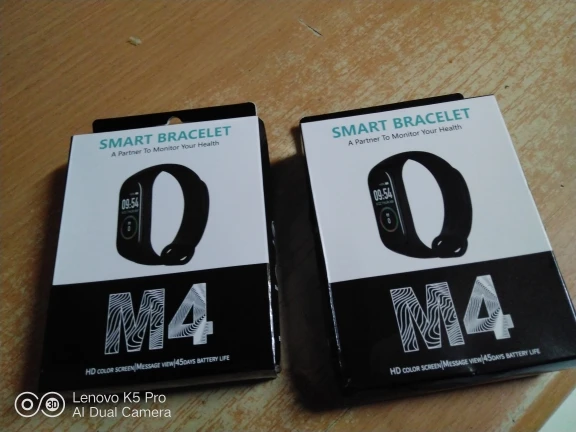 SMART BRACELET
A Partner To Monitor Your Health
09:54
M4
HD COLOR SCREEN|MESSAGE VIEW|45DAYS BATTERY LIFE
SMART BRACELET
A Partner To Monitor Your Health
09:54
M4
HD COLOR SCREEN|MESSAGE VIEW|45DAYS BATTERY LIFE
30
Lenovo K5 Pro
AI Dual Camera